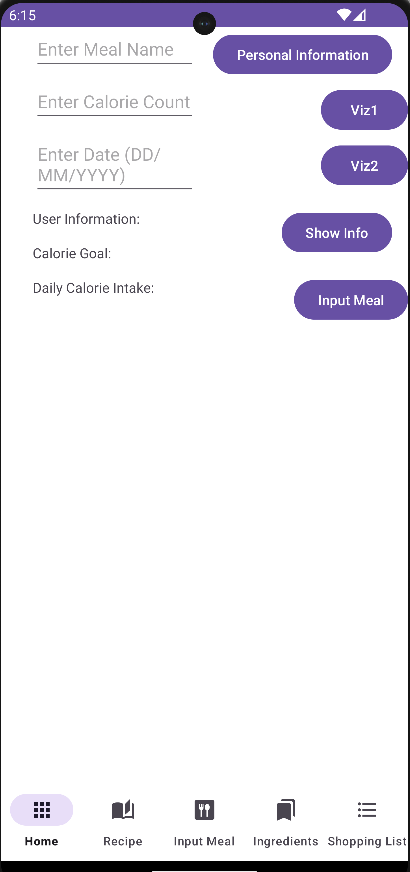 6:15
Enter Meal Name
Personal Information
Enter Calorie Count
Viz1
Enter Date (DD/
MM/YYYY)
Viz2
User Information:
Show Info
Calorie Goal:
Daily Calorie Intake:
Input Meal
Home
Recipe
Input Meal
Ingredients
Shopping List